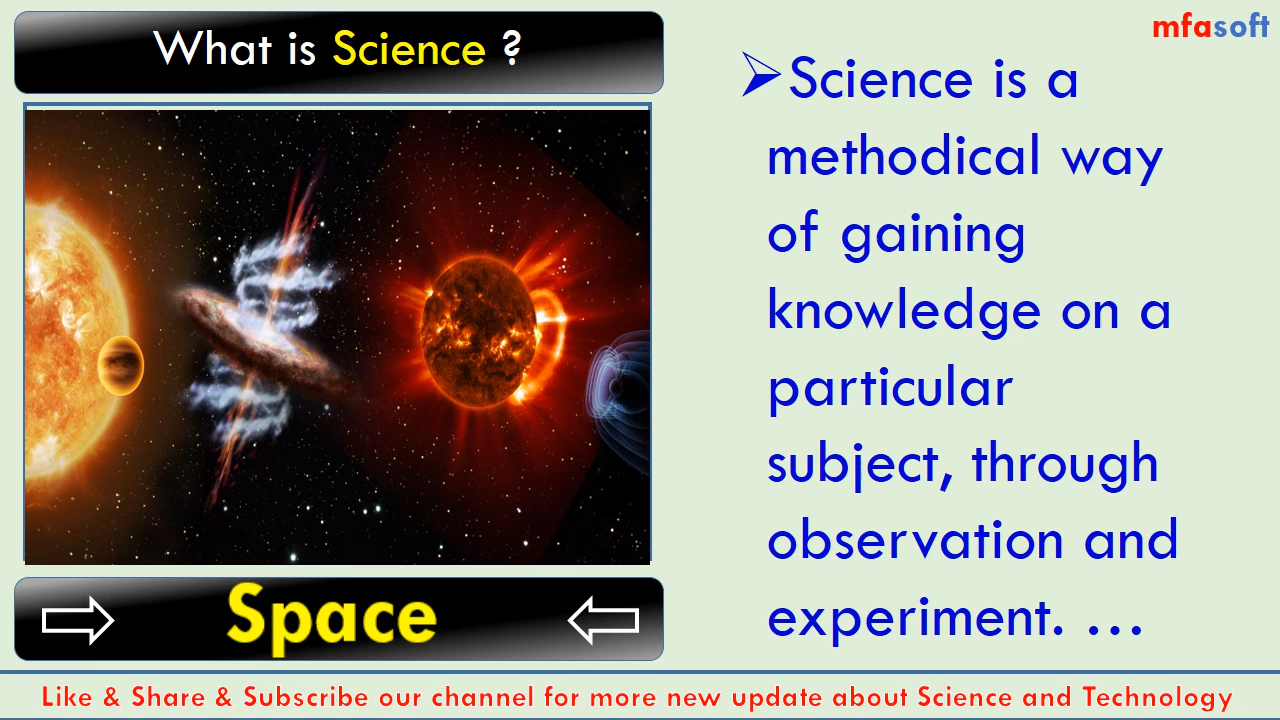 What is Science ?
mfasoft
➢Science is a
methodical way
of gaining
knowledge on a
particular
subject, through
observation and
experiment. …
Space
Like & Share & Subscribe our channel for more new update about Science and Technology